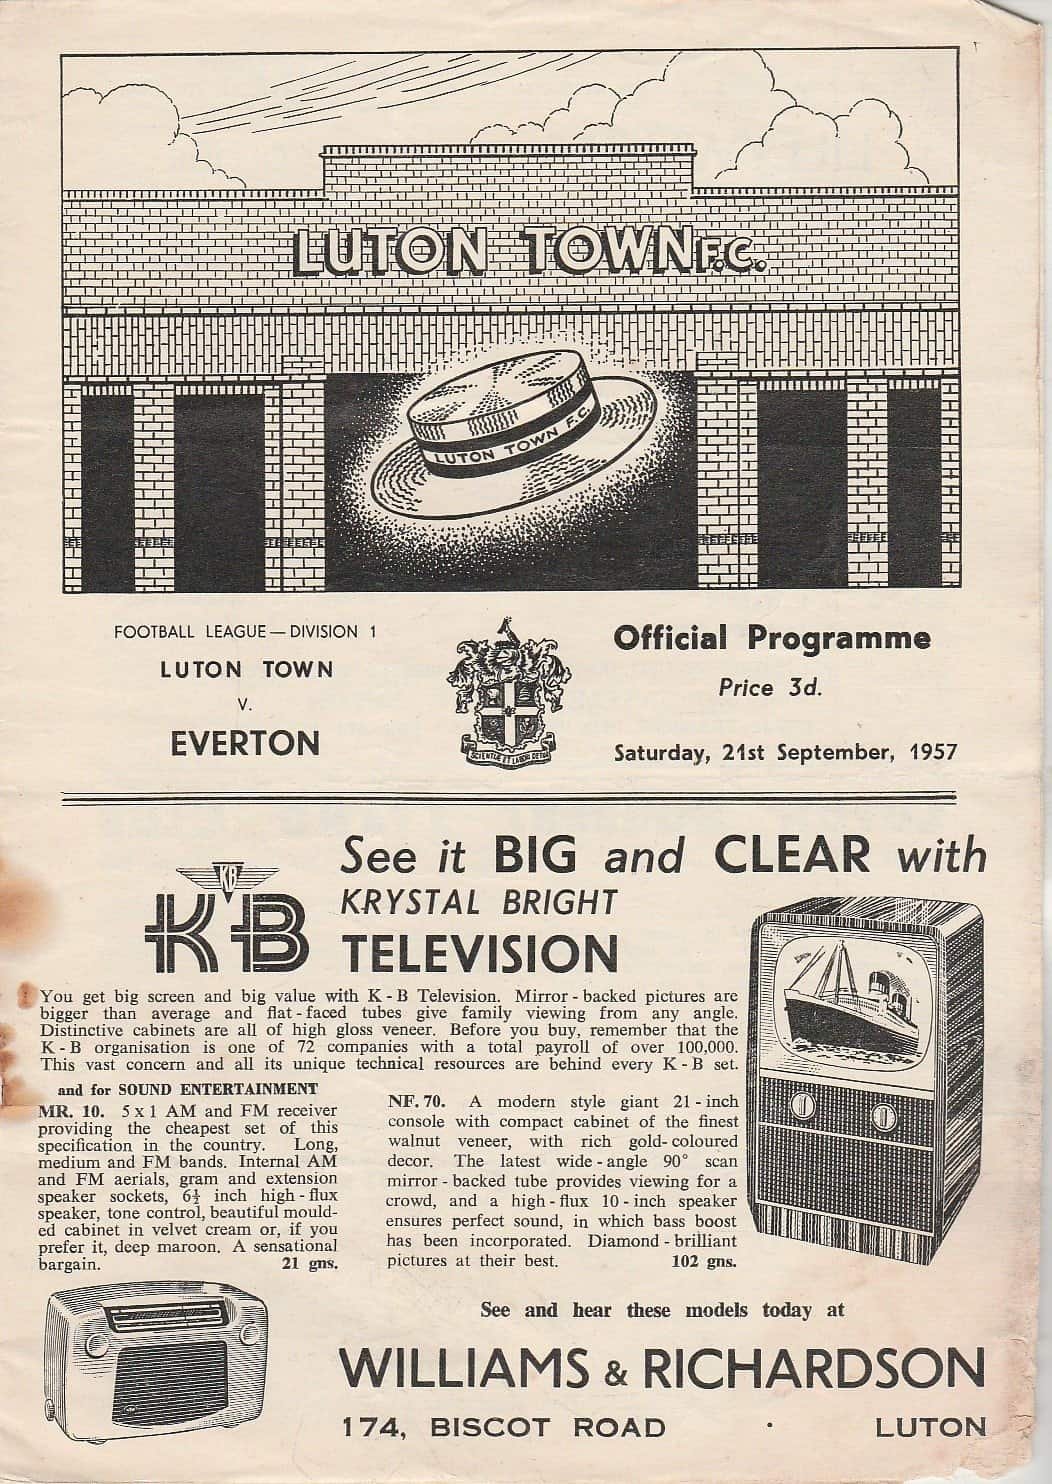 LUTON TOWN F.C.
LUTON TOWN F.C
FOOTBALL LEAGUE — DIVISION 1
LUTON TOWN
V.
EVERTON
SCIENTIÆ ET LABORI DETUR
Official Programme
Price 3d.
Saturday, 21st September, 1957
KB
K·B
See it BIG and CLEAR with
KRYSTAL BRIGHT
TELEVISION
You get big screen and big value with K - B Television. Mirror - backed pictures are
bigger than average and flat - faced tubes give family viewing from any angle.
Distinctive cabinets are all of high gloss veneer. Before you buy, remember that the
K - B organisation is one of 72 companies with a total payroll of over 100,000.
This vast concern and all its unique technical resources are behind every K - B set.
and for SOUND ENTERTAINMENT
MR. 10. 5 x 1 AM and FM receiver
providing the cheapest set of this
specification in the country. Long,
medium and FM bands. Internal AM
and FM aerials, gram and extension
speaker sockets, 6½ inch high - flux
speaker, tone control, beautiful mould-
ed cabinet in velvet cream or, if you
prefer it, deep maroon. A sensational
bargain. 21 gns.
NF. 70. A modern style giant 21 - inch
console with compact cabinet of the finest
walnut veneer, with rich gold- coloured
decor. The latest wide - angle 90° scan
mirror - backed tube provides viewing for a
crowd, and a high - flux 10 - inch speaker
ensures perfect sound, in which bass boost
has been incorporated. Diamond - brilliant
pictures at their best. 102 gns.
See and hear these models today at
WILLIAMS & RICHARDSON
174, BISCOT ROAD · LUTON